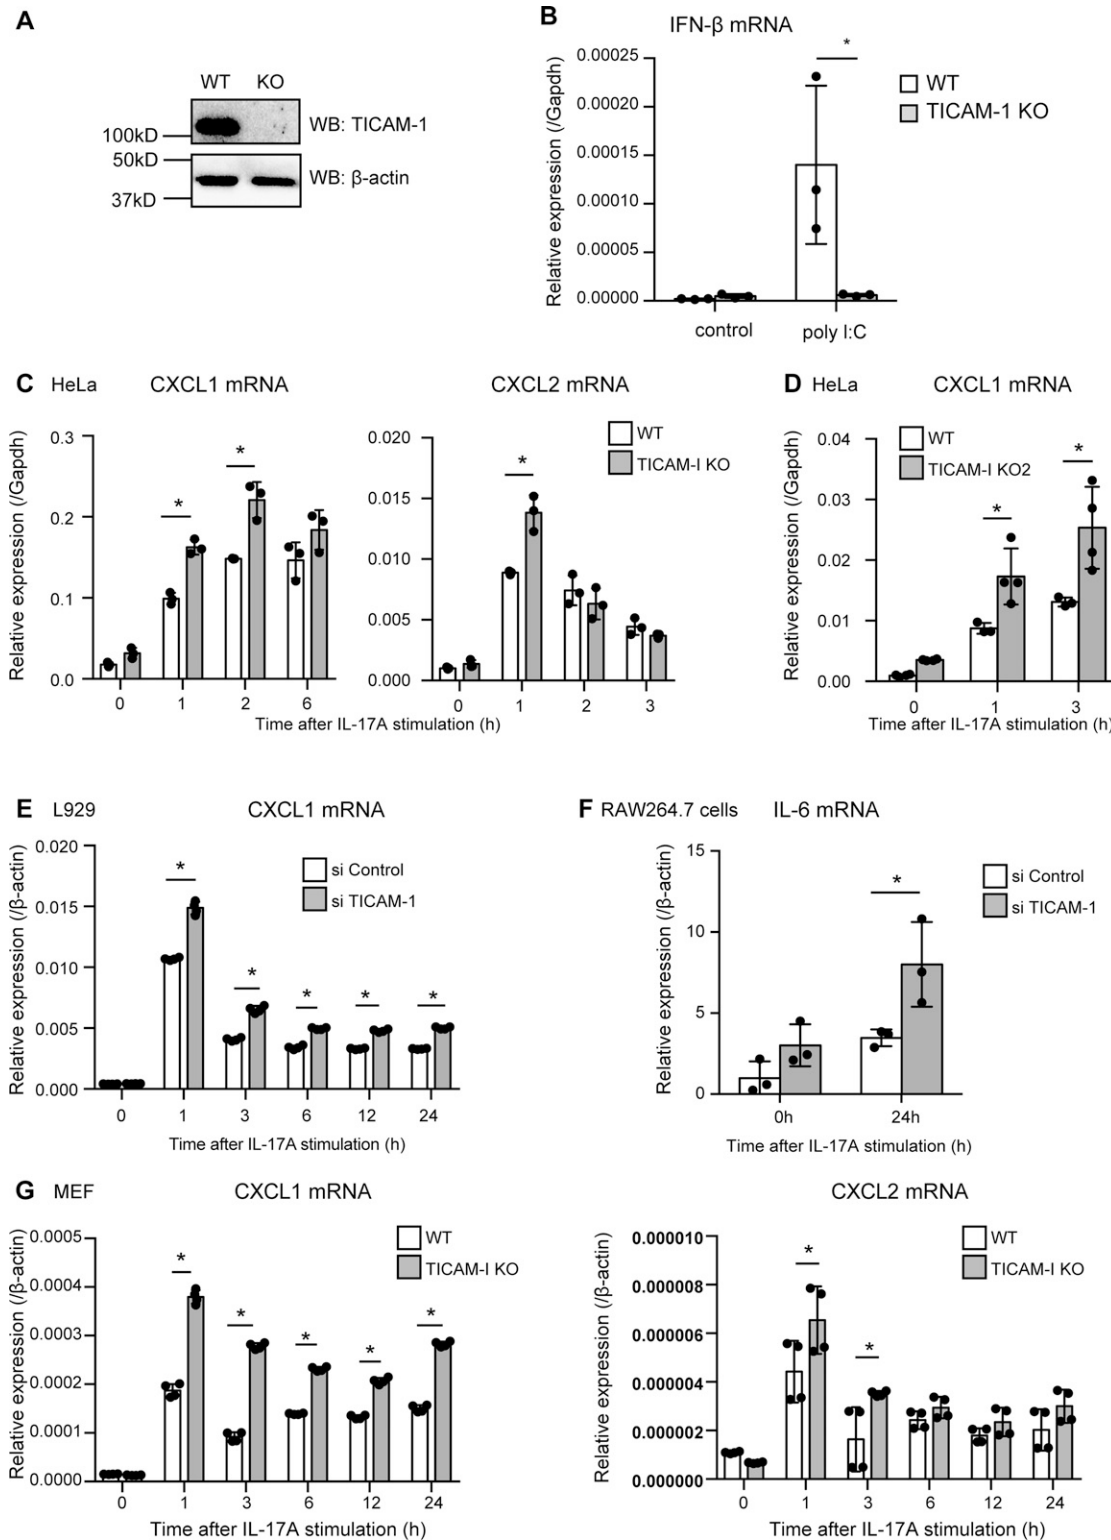 A
WT KO
100kD
WB: TICAM-1
50kD
WB: β-actin
37kD
B
IFN-β mRNA
Relative expression (/Gapdh)
0.00025
0.00020
0.00015
0.00010
0.00005
0.00000
*
WT
TICAM-1 KO
control poly I:C
C HeLa CXCL1 mRNA
Relative expression (/Gapdh)
0.3
0.2
0.1
0.0
* *
0 1 2 6
CXCL2 mRNA
0.020
0.015
0.010
0.005
0.000
*
WT
TICAM-I KO
0 1 2 3
Time after IL-17A stimulation (h)
Time after IL-17A stimulation (h)
D HeLa CXCL1 mRNA
Relative expression (/Gapdh)
0.04
0.03
0.02
0.01
0.00
WT
TICAM-I KO2
* *
0 1 3
Time after IL-17A stimulation (h)
E L929 CXCL1 mRNA
Relative expression (/β-actin)
0.020
0.015
0.010
0.005
0.000
si Control
si TICAM-1
* * * * *
0 1 3 6 12 24
Time after IL-17A stimulation (h)
F RAW264.7 cells IL-6 mRNA
Relative expression (/β-actin)
15
10
5
0
*
si Control
si TICAM-1
0h 24h
Time after IL-17A stimulation (h)
G MEF CXCL1 mRNA
Relative expression (/β-actin)
0.0005
0.0004
0.0003
0.0002
0.0001
0.0000
WT
TICAM-I KO
* * * * *
0 1 3 6 12 24
Time after IL-17A stimulation (h)
CXCL2 mRNA
Relative expression (/β-actin)
0.000010
0.000008
0.000006
0.000004
0.000002
0.000000
WT
TICAM-I KO
* *
0 1 3 6 12 24
Time after IL-17A stimulation (h)